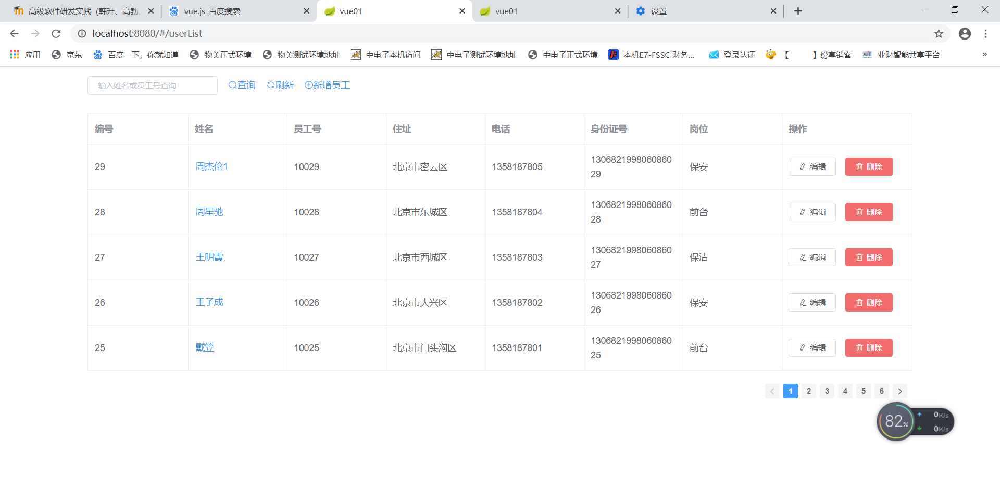 高级软件研发实践（韩升、高勃、
vue.js_百度搜索
vue01
vue01
设置
localhost:8080/#/userList
应用
京东
百度一下，你就知道
物美正式环境
物美测试环境地址
中电子本机访问
中电子测试环境地址
中电子正式环境
本机E7-FSSC 财务...
登录认证
【 】纷享销客
业财智能共享平台
»
输入姓名或员工号查询
查询
刷新
新增员工
编号 姓名 员工号 住址 电话 身份证号 岗位 操作
29 周杰伦1 10029 北京市密云区 1358187805 1306821998060860
29 保安 编辑 删除
28 周星驰 10028 北京市东城区 1358187804 1306821998060860
28 前台 编辑 删除
27 王明霞 10027 北京市西城区 1358187803 1306821998060860
27 保洁 编辑 删除
26 王子成 10026 北京市大兴区 1358187802 1306821998060860
26 保安 编辑 删除
25 戴笠 10025 北京市门头沟区 1358187801 1306821998060860
25 前台 编辑 删除
1 2 3 4 5 6
82%
0K/s
0K/s